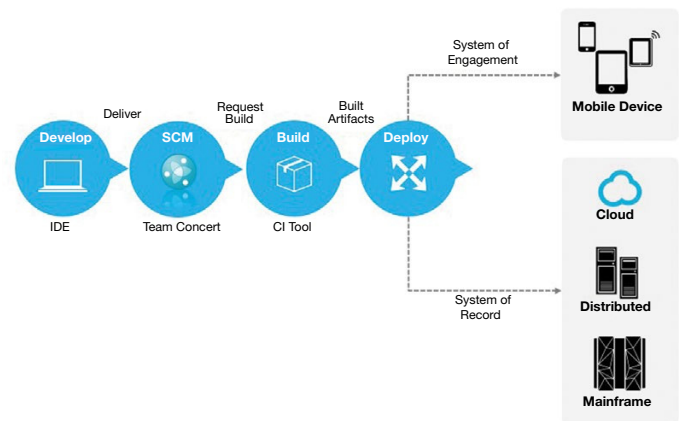 System of
Engagement
Mobile Device
Deliver
Request
Build
Built
Artifacts
Develop
SCM
Build
Deploy
IDE
Team Concert
CI Tool
Cloud
Distributed
System of
Record
Mainframe